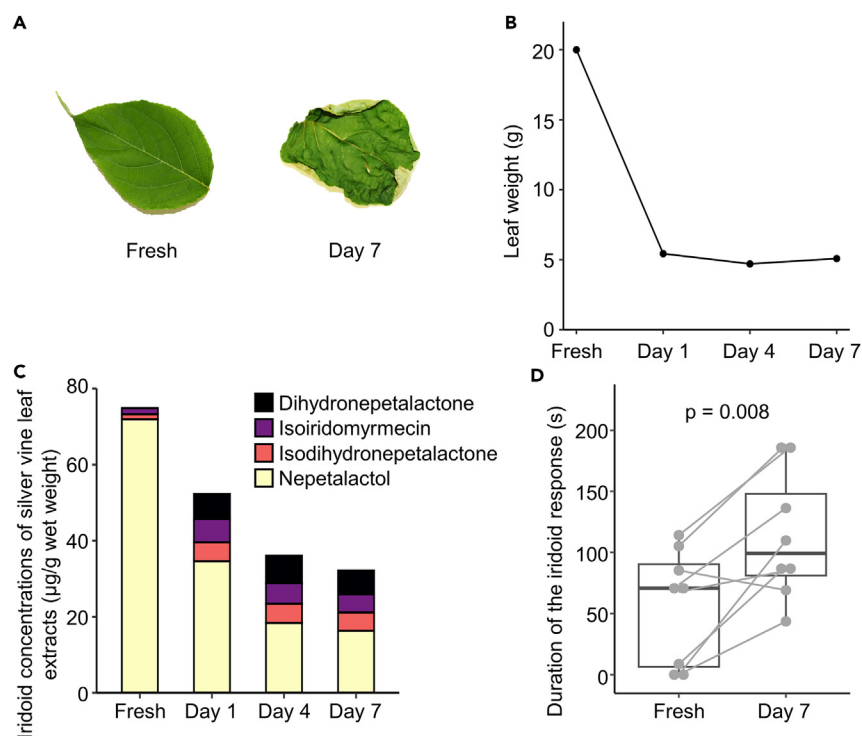 A
Fresh
Day 7
B
Leaf weight (g)
20
15
10
5
0
Fresh
Day 1
Day 4
Day 7
C
Iridoid concentrations of silver vine leaf
extracts (µg/g wet weight)
80
60
40
20
0
Dihydronepetalactone
Isoiridomyrmecin
Isodihydronepetalactone
Nepetalactol
Fresh
Day 1
Day 4
Day 7
D
Duration of the iridoid response (s)
p = 0.008
200
150
100
50
0
Fresh
Day 7